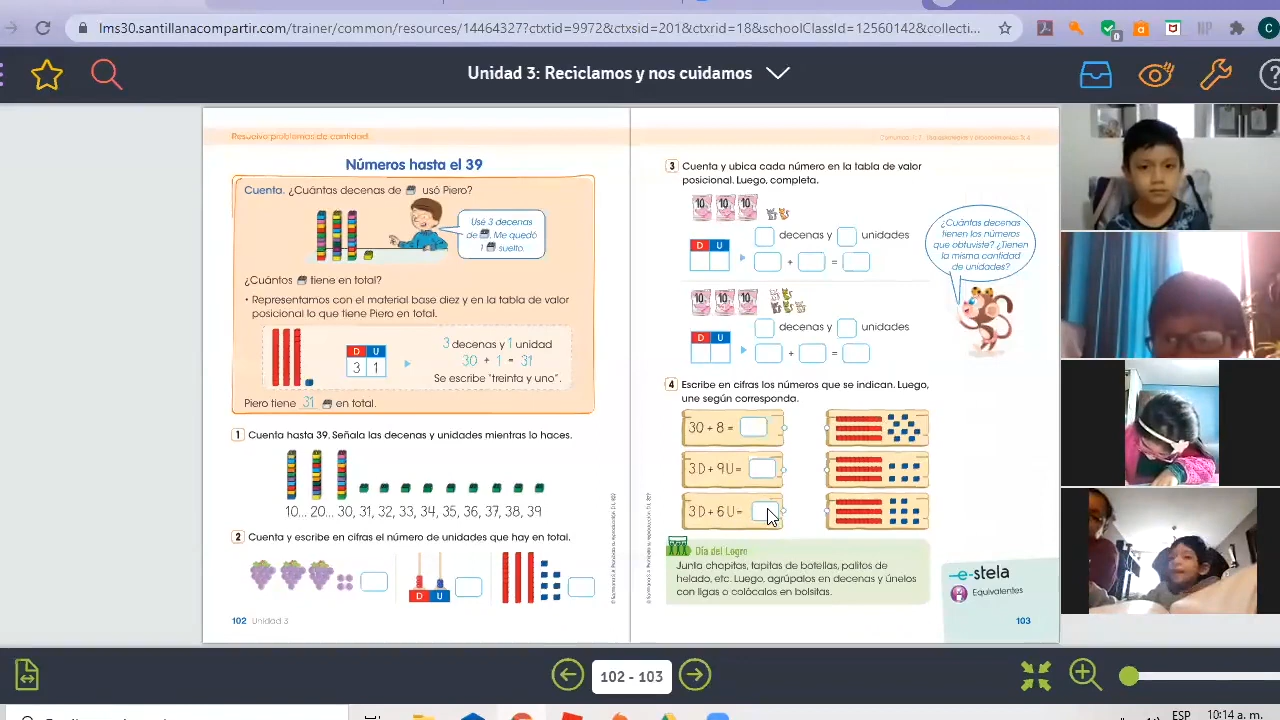 lms30.santillanacompartir.com/trainer/common/resource/14464327?ctxtid=9972&ctxsid=201&ctxrid=18&schoolClassId=12560142&collecti...
Unidad 3: Reciclamos y nos cuidamos
Resuelvo problemas de cantidad
Números hasta el 39
Cuenta. ¿Cuántas decenas de usó Piero?
Usé 3 decenas
de . Me quedó
1 suelto.
¿Cuántos tiene en total?
• Representamos con el material base diez y en la tabla de valor
posicional lo que tiene Piero en total.
D U
3 1
3 decenas y 1 unidad
30 + 1 = 31
Se escribe "treinta y uno".
Piero tiene 31 en total.
1 Cuenta hasta 39. Señala las decenas y unidades mientras lo haces.
10... 20... 30, 31, 32, 33, 34, 35, 36, 37, 38, 39
2 Cuenta y escribe en cifras el número de unidades que hay en total.
D U
102 Unidad 3
3 Cuenta y ubica cada número en la tabla de valor
posicional. Luego, completa.
10 10 10
decenas y unidades
D U
+ =
¿Cuántas decenas
tienen los números
que obtuviste? ¿Tienen
la misma cantidad
de unidades?
10 10 10
decenas y unidades
D U
+ =
4 Escribe en cifras los números que se indican. Luego,
une según corresponda.
30 + 8 =
3D + 9U =
3D + 6U =
Día del Logro
Junta chapitas, tapitas de botellas, palitos de
helado, etc. Luego, agrúpalos en decenas y únelos
con ligas o colócalos en bolsitas.
e-stela
Equivalentes
103
102 - 103
ESP 10:14 a. m.